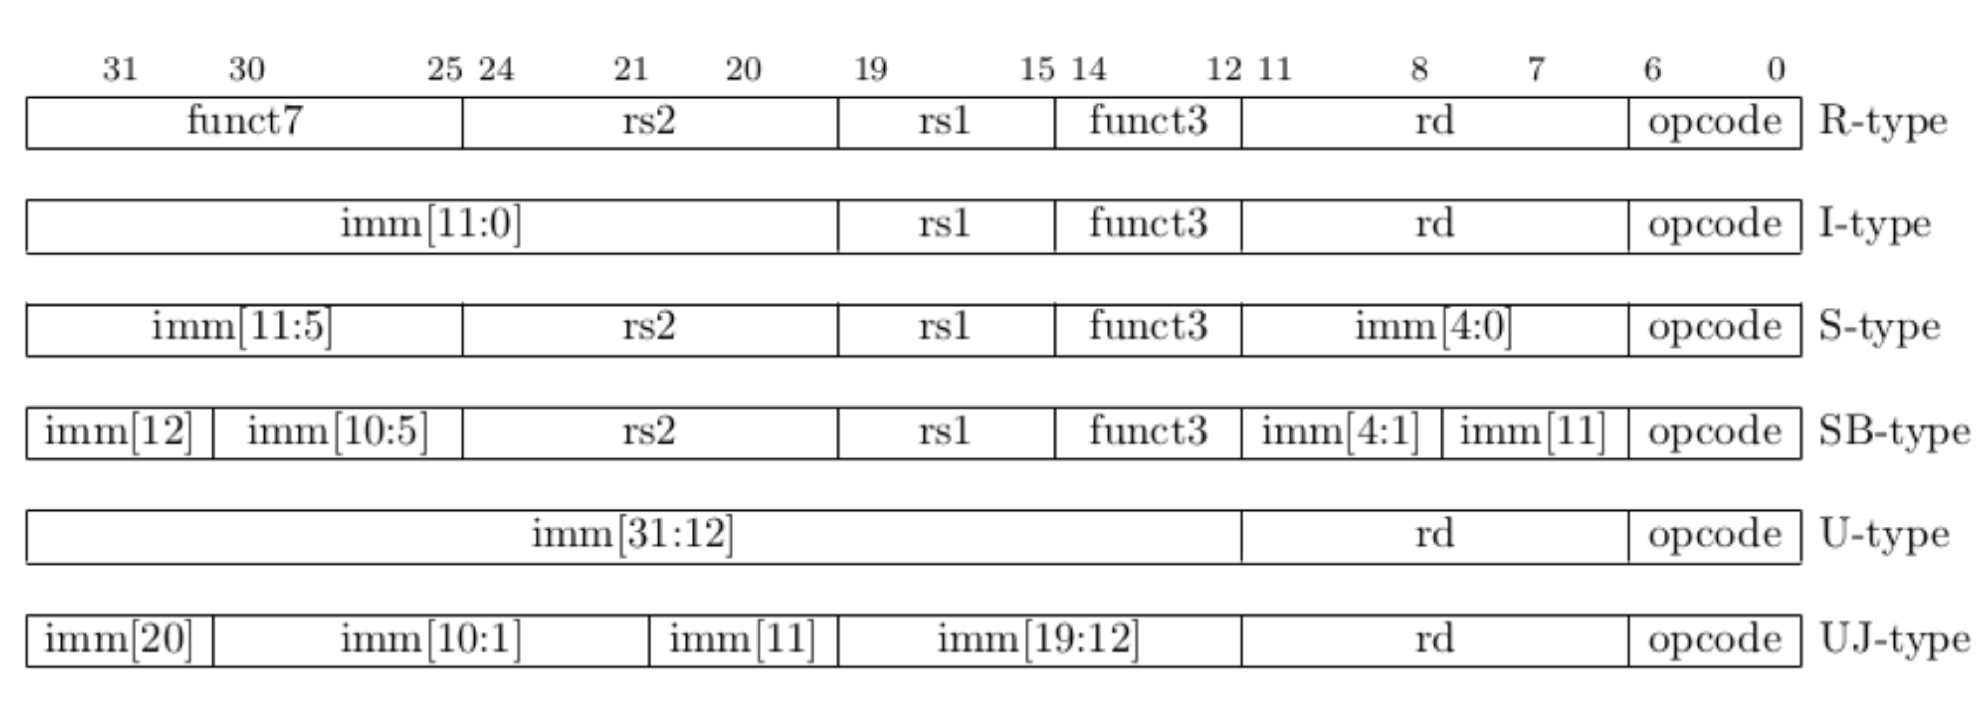 31 30 25 24 21 20 19 15 14 12 11 8 7 6 0
funct7 rs2 rs1 funct3 rd opcode R-type
imm[11:0] rs1 funct3 rd opcode I-type
imm[11:5] rs2 rs1 funct3 imm[4:0] opcode S-type
imm[12] imm[10:5] rs2 rs1 funct3 imm[4:1] imm[11] opcode SB-type
imm[31:12] rd opcode U-type
imm[20] imm[10:1] imm[11] imm[19:12] rd opcode UJ-type